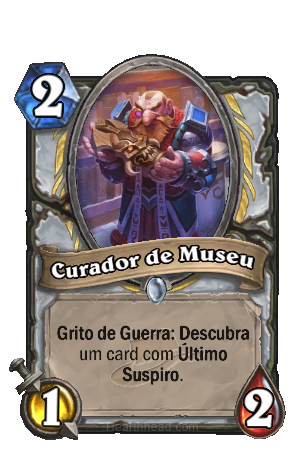 2
Curador de Museu
Grito de Guerra: Descubra
um card com Último
Suspiro.
1
2